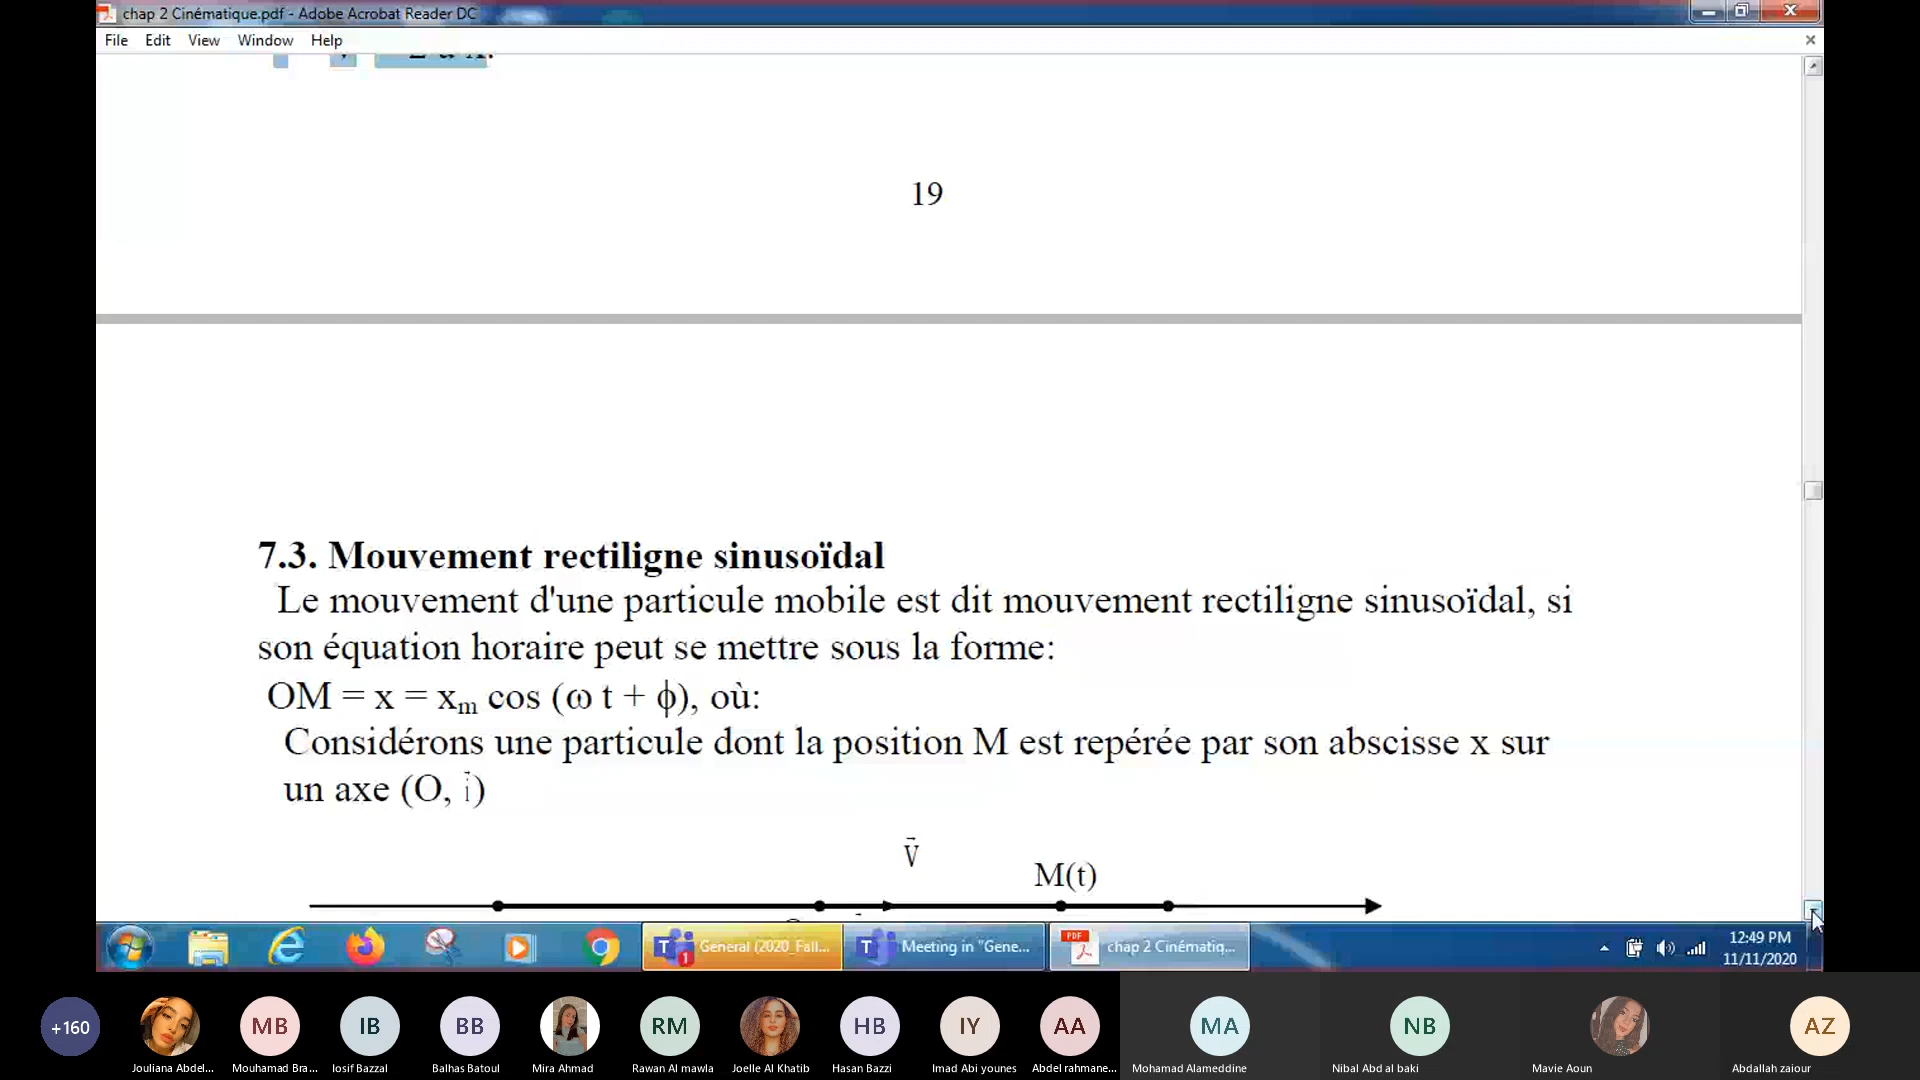 chap 2 Cinématique.pdf - Adobe Acrobat Reader DC
File Edit View Window Help
19
7.3. Mouvement rectiligne sinusoïdal
Le mouvement d'une particule mobile est dit mouvement rectiligne sinusoïdal, si
son équation horaire peut se mettre sous la forme:
OM = x = xₘ cos (ω t + ϕ), où:
Considérons une particule dont la position M est repérée par son abscisse x sur
un axe (O, i⃗)
V⃗
M(t)
T 1 General (2020_Fall... T Meeting in "Gene... PDF chap 2 Cinématiq...
12:49 PM
11/11/2020
+160 MB IB BB RM HB IY AA MA NB AZ
Jouliana Abdel... Mouhamad Bra... Iosif Bazzal Balhas Batoul Mira Ahmad Rawan Al mawla Joelle Al Khatib Hasan Bazzi Imad Abi younes Abdel rahmane... Mohamad Alameddine Nibal Abd al baki Mavie Aoun Abdallah zaiour